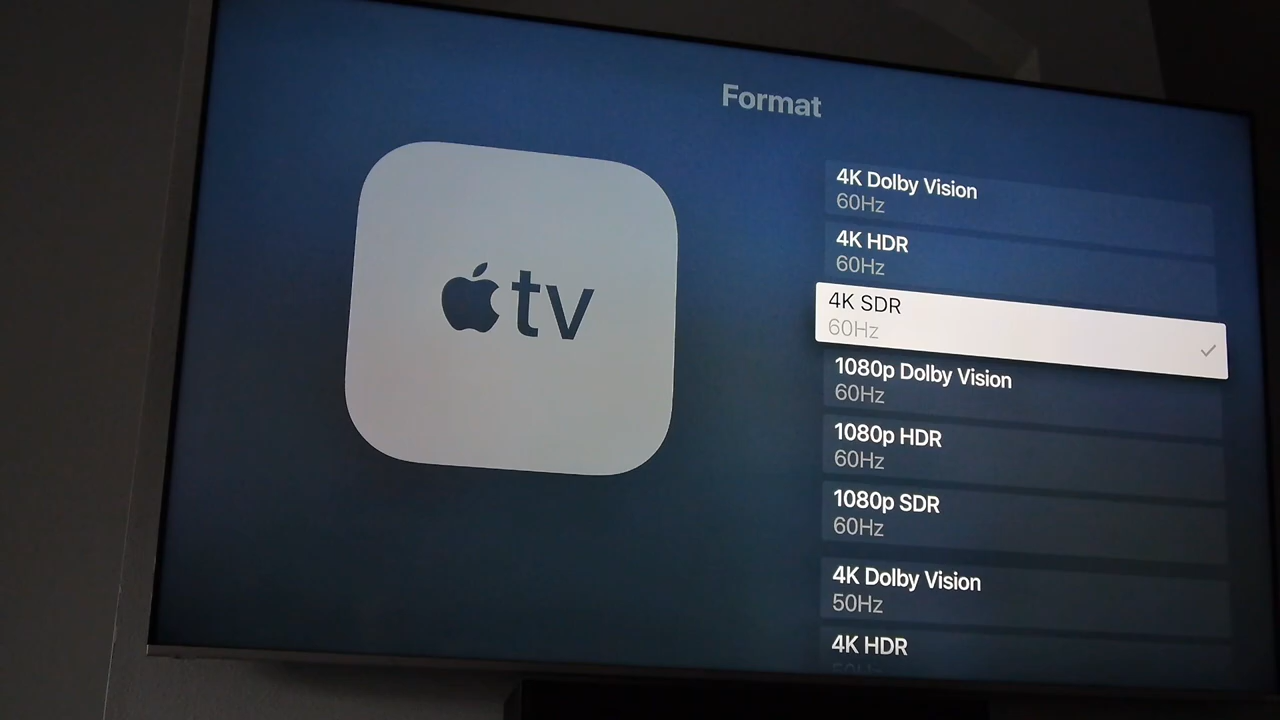 Format
tv
4K Dolby Vision
60Hz
4K HDR
60Hz
4K SDR
60Hz
1080p Dolby Vision
60Hz
1080p HDR
60Hz
1080p SDR
60Hz
4K Dolby Vision
50Hz
4K HDR
50Hz